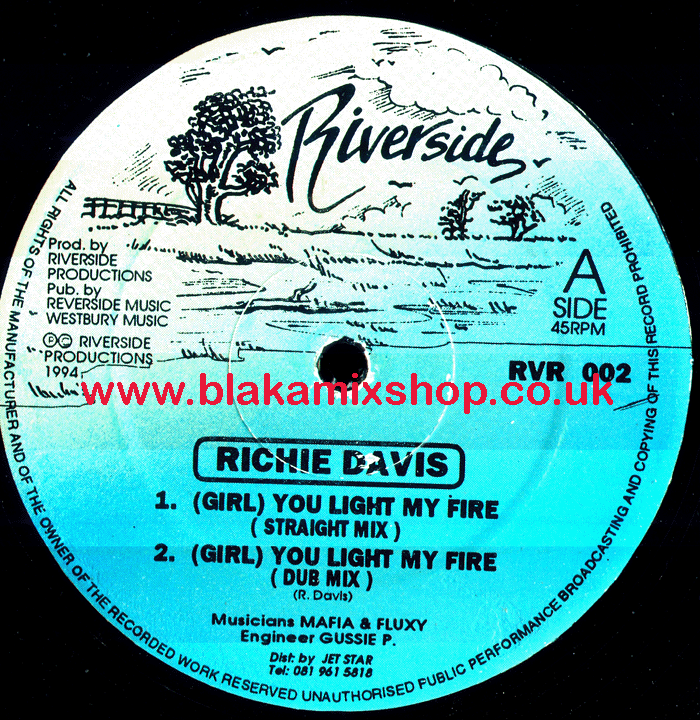 Riverside
Prod. by
RIVERSIDE
PRODUCTIONS
Pub. by
REVERSIDE MUSIC
WESTBURY MUSIC
℗© RIVERSIDE
PRODUCTIONS
1994
A
SIDE
45RPM
RVR 002
www.blakamixshop.co.uk
RICHIE DAVIS
1. (GIRL) YOU LIGHT MY FIRE
( STRAIGHT MIX )
2. (GIRL) YOU LIGHT MY FIRE
( DUB MIX )
(R. Davis)
Musicians MAFIA & FLUXY
Engineer GUSSIE P.
Dist: by JET STAR
Tel: 081 961 5818
ALL RIGHTS OF THE MANUFACTURER AND OF THE OWNER OF THE RECORDED WORK RESERVED UNAUTHORISED PUBLIC PERFORMANCE BROADCASTING AND COPYING OF THIS RECORD PROHIBITED